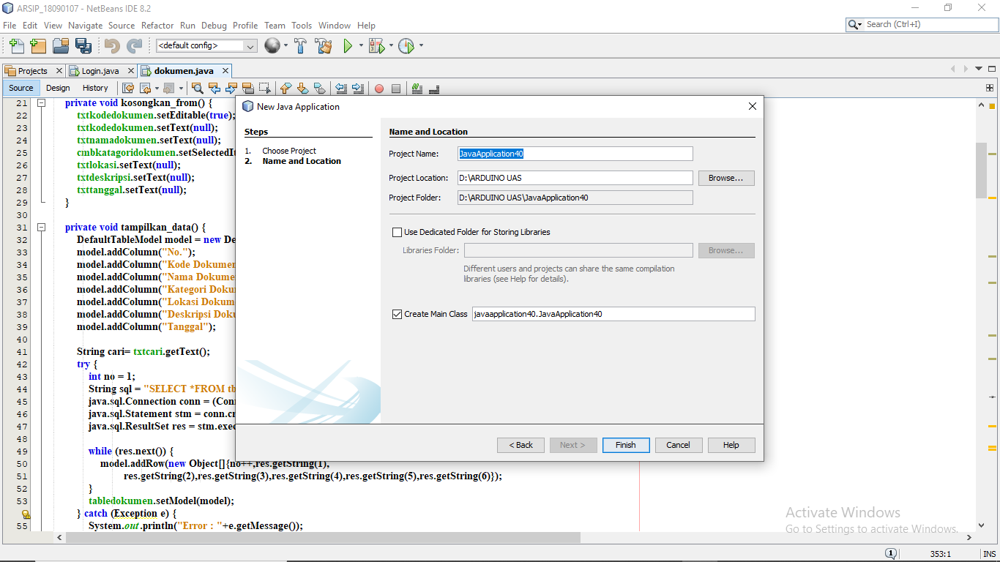 ARSIP_18090107 - NetBeans IDE 8.2
File Edit View Navigate Source Refactor Run Debug Profile Team Tools Window Help
Search (Ctrl+I)
<default config>
Projects
Login.java
dokumen.java
Source Design History
21 private void kosongkan_from() {
22 txtkodedokumen.setEditable(true);
23 txtkodedokumen.setText(null);
24 txtnamadokumen.setText(null);
25 cmbkatagoridokumen.setSelectedI
26 txtlokasi.setText(null);
27 txtdeskripsi.setText(null);
28 txttanggal.setText(null);
29 }
30
31 private void tampilkan_data() {
32 DefaultTableModel model = new De
33 model.addColumn("No.");
34 model.addColumn("Kode Dokumen
35 model.addColumn("Nama Dokume
36 model.addColumn("Kategori Doku
37 model.addColumn("Lokasi Dokum
38 model.addColumn("Deskripsi Doku
39 model.addColumn("Tanggal");
40
41 String cari= txtcari.getText();
42 try {
43 int no = 1;
44 String sql = "SELECT *FROM tb
45 java.sql.Connection conn = (Con
46 java.sql.Statement stm = conn.cr
47 java.sql.ResultSet res = stm.exec
48
49 while (res.next()) {
50 model.addRow(new Object[]{no++,res.getString(1),
51 res.getString(2),res.getString(3),res.getString(4),res.getString(5),res.getString(6)});
52 }
53 tabledokumen.setModel(model);
} catch (Exception e) {
55 System.out.println("Error : "+e.getMessage());
New Java Application
Steps
1. Choose Project
2. Name and Location
Name and Location
Project Name: JavaApplication40
Project Location: D:\ARDUINO UAS Browse...
Project Folder: D:\ARDUINO UAS\JavaApplication40
Use Dedicated Folder for Storing Libraries
Libraries Folder: Browse...
Different users and projects can share the same compilation
libraries (see Help for details).
Create Main Class javaapplication40.JavaApplication40
< Back Next > Finish Cancel Help
Activate Windows
Go to Settings to activate Windows.
1 353:1 INS